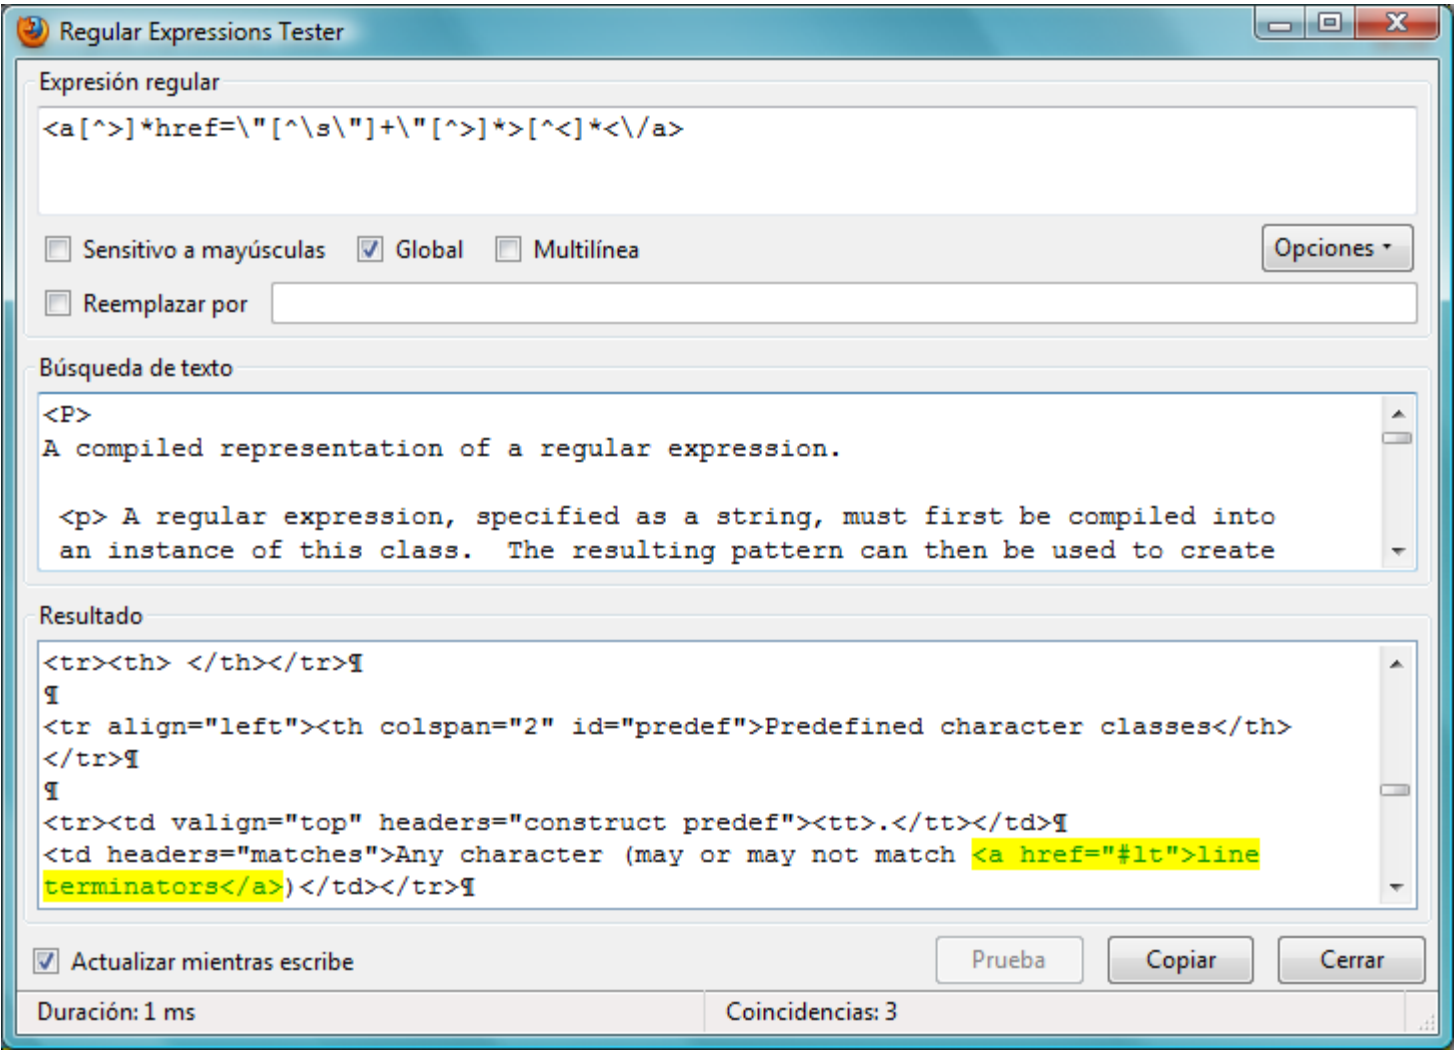 Regular Expressions Tester
Expresión regular
<a[^>]*href=\"[^\s\"]+\"[^>]*>[^<]*<\/a>
Sensitivo a mayúsculas Global Multilínea Opciones
Reemplazar por
Búsqueda de texto
<P>
A compiled representation of a regular expression.
<p> A regular expression, specified as a string, must first be compiled into
an instance of this class.  The resulting pattern can then be used to create
Resultado
<tr><th> </th></tr>¶
¶
<tr align="left"><th colspan="2" id="predef">Predefined character classes</th>
</tr>¶
¶
<tr><td valign="top" headers="construct predef"><tt>.</tt></td>¶
<td headers="matches">Any character (may or may not match <a href="#lt">line
terminators</a>)</td></tr>¶
Actualizar mientras escribe Prueba Copiar Cerrar
Duración: 1 ms Coincidencias: 3